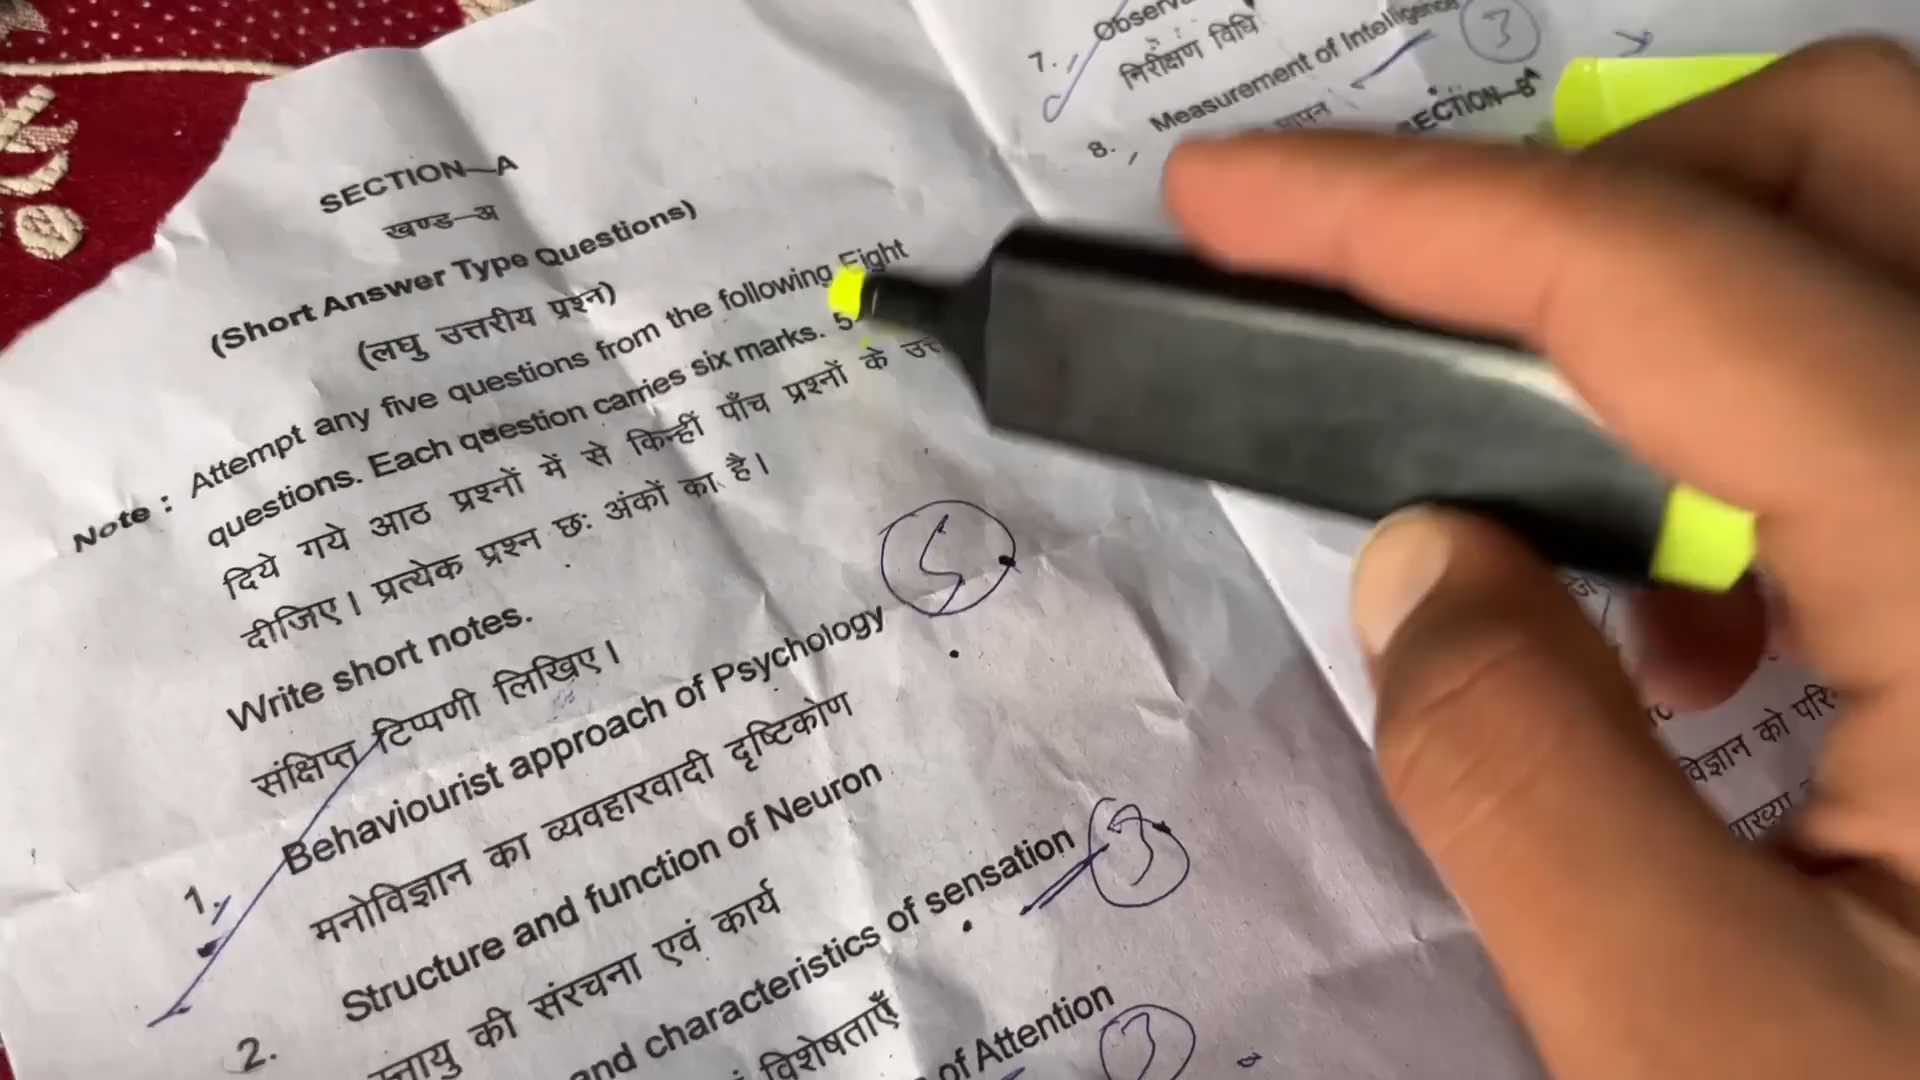 SECTION—A
खण्ड—अ
(Short Answer Type Questions)
(लघु उत्तरीय प्रश्न)
Note : Attempt any five questions from the following Eight
questions. Each question carries six marks. 5
दिये गये आठ प्रश्नों में से किन्हीं पाँच प्रश्नों के
दीजिए। प्रत्येक प्रश्न छः अंकों का है।
Write short notes.
संक्षिप्त टिप्पणी लिखिए।
1. Behaviourist approach of Psychology
मनोविज्ञान का व्यवहारवादी दृष्टिकोण
2. Structure and function of Neuron
स्नायु की संरचना एवं कार्य
and characteristics of sensation 3
विशेषताएँ
of Attention 3
7.
निरीक्षण विधि
8. Measurement of Intelligence 3
मापन
SECTION—B
विज्ञान को